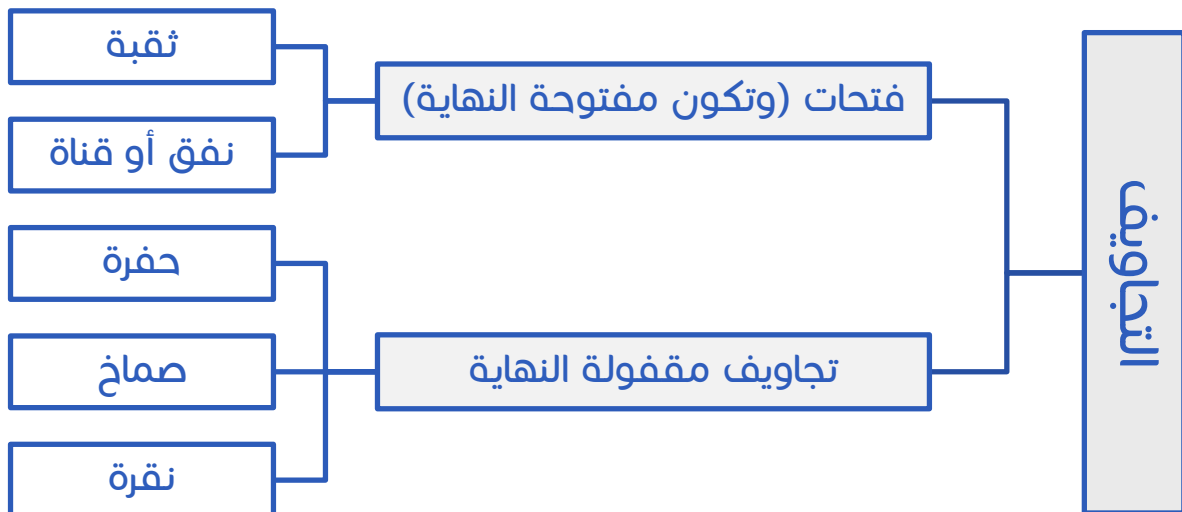 التجاويف
فتحات (وتكون مفتوحة النهاية)
ثقبة
نفق أو قناة
تجاويف مقفولة النهاية
حفرة
صماخ
نقرة